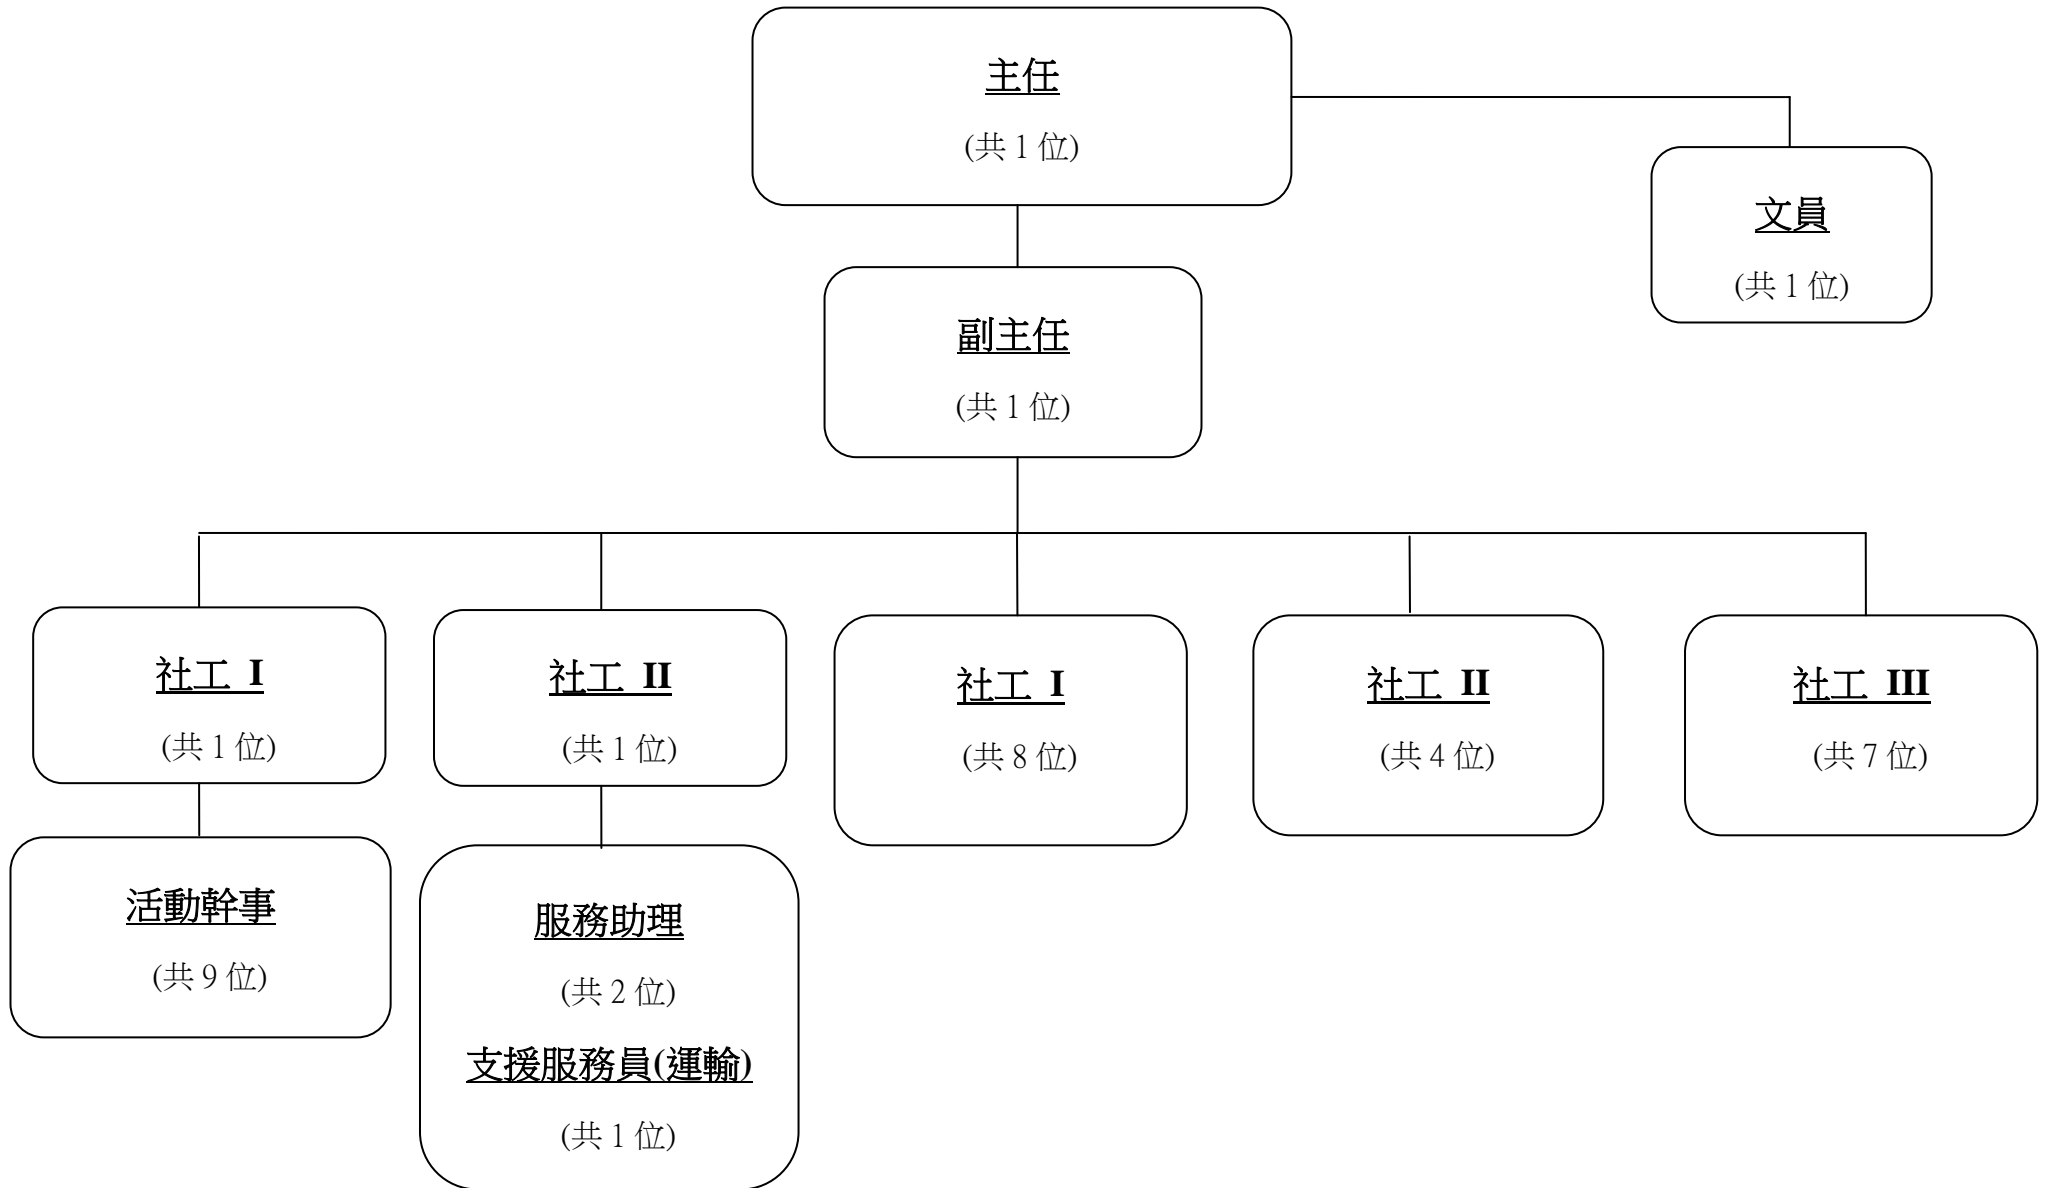 主任
(共 1 位)
文員
(共 1 位)
副主任
(共 1 位)
社工 I
(共 1 位)
社工 II
(共 1 位)
社工 I
(共 8 位)
社工 II
(共 4 位)
社工 III
(共 7 位)
活動幹事
(共 9 位)
服務助理
(共 2 位)
支援服務員(運輸)
(共 1 位)